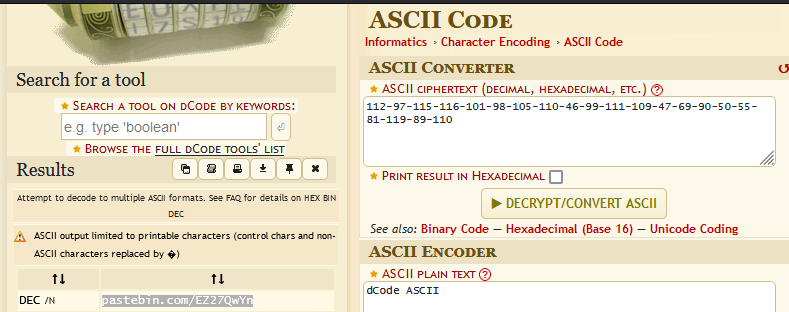 Search for a tool
★ SEARCH A TOOL ON DCODE BY KEYWORDS:
e.g. type 'boolean'
★ BROWSE THE FULL DCODE TOOLS' LIST
Results
Attempt to decode to multiple ASCII formats. See FAQ for details on HEX BIN
DEC
ASCII output limited to printable characters (control chars and non-
ASCII characters replaced by �)
↑↓ ↑↓
DEC /N pastebin.com/EZ27QwYn
ASCII CODE
Informatics › Character Encoding › ASCII Code
ASCII CONVERTER
★ ASCII CIPHERTEXT (DECIMAL, HEXADECIMAL, ETC.) ?
112-97-115-116-101-98-105-110-46-99-111-109-47-69-90-50-55-
81-119-89-110
★ PRINT RESULT IN HEXADECIMAL
▶ DECRYPT/CONVERT ASCII
See also: Binary Code — Hexadecimal (Base 16) — Unicode Coding
ASCII ENCODER
★ ASCII PLAIN TEXT ?
dCode ASCII